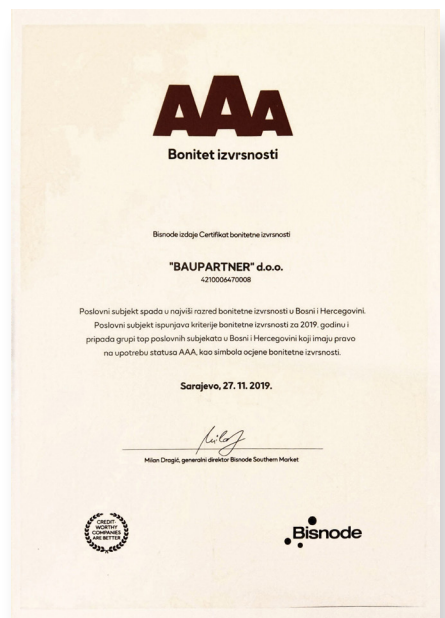 AAA
Bonitet izvrsnosti
Bisnode izdaje Certifikat bonitetne izvrsnosti
"BAUPARTNER" d.o.o.
4210006470008
Poslovni subjekt spada u najviši razred bonitetne izvrsnosti u Bosni i Hercegovini.
Poslovni subjekt ispunjava kriterije bonitetne izvrsnosti za 2019. godinu i
pripada grupi top poslovnih subjekata u Bosni i Hercegovini koji imaju pravo
na upotrebu statusa AAA, kao simbola ocjene bonitetne izvrsnosti.
Sarajevo, 27. 11. 2019.
Milan Dragić, generalni direktor Bisnode Southern Market
CREDIT-
WORTHY
COMPANIES
ARE BETTER
Bisnode